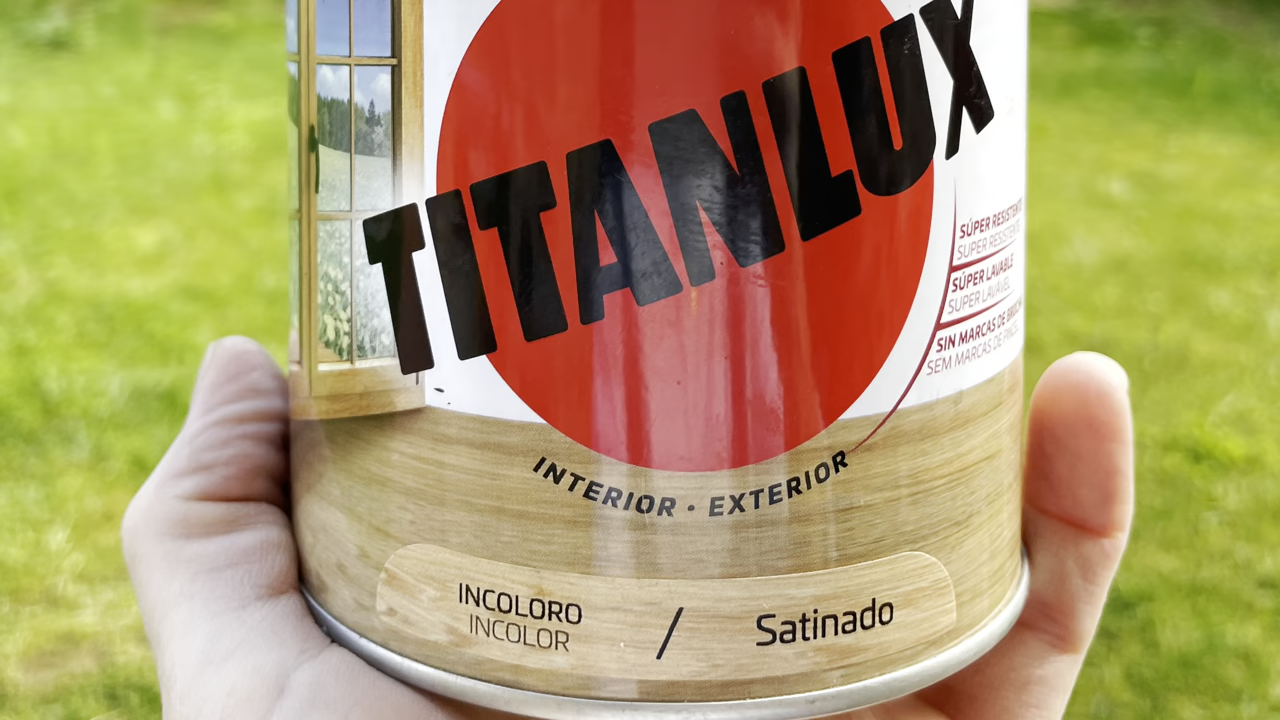 TITANLUX
SÚPER RESISTENTE
SUPER RESISTENTE
SÚPER LAVABLE
SUPER LAVÁVEL
SIN MARCAS DE BROCHA
SEM MARCAS DE PINCEL
INTERIOR · EXTERIOR
INCOLORO / Satinado
INCOLOR